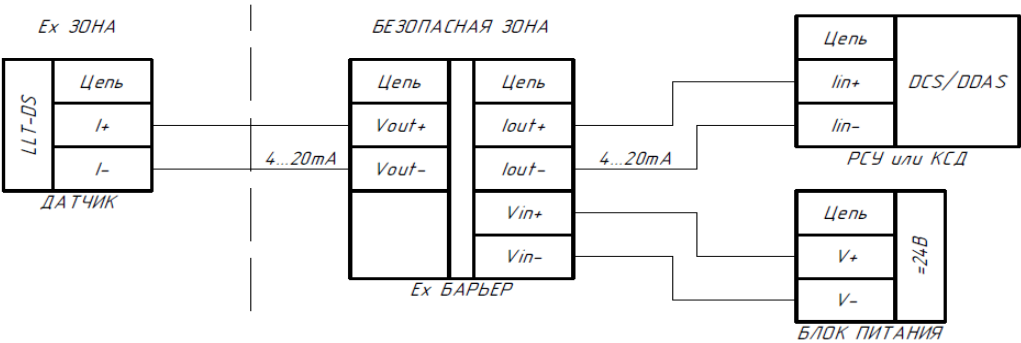 Ex ЗОНА
БЕЗОПАСНАЯ ЗОНА
LLT-DS
Цепь
I+
I-
ДАТЧИК
4...20mA
Цепь
Vout+
Vout-
Цепь
Iout+
Iout-
Vin+
Vin-
Ex БАРЬЕР
4...20mA
Цепь
Iin+
Iin-
DCS/DDAS
РСУ или КСД
Цепь
V+
V-
=24В
БЛОК ПИТАНИЯ